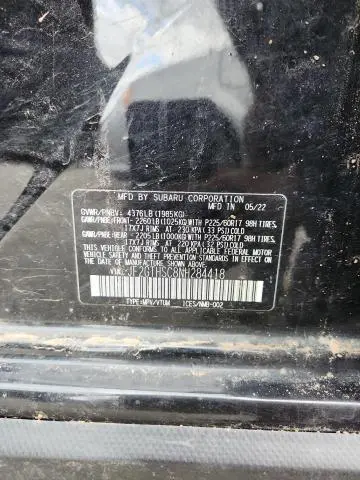 MFD BY SUBARU CORPORATION
MFD IN 05/22
GVWR/PNBV: 4376LB(1985KG)
GAWR/PNBE:FRONT- 2260LB(1025KG)WITH P225/60R17 98H TIRES.
17X7J RIMS AT 230 KPA(33 PSI)COLD
GAWR/PNBE:REAR- 2205LB(1000KG)WITH P225/60R17 98H TIRES.
17X7J RIMS AT 220 KPA(32 PSI)COLD
THIS VEHICLE CONFORMS TO ALL APPLICABLE FEDERAL MOTOR
VEHICLE SAFETY AND THEFT PREVENTION STANDARDS IN EFFECT
ON THE DATE OF MANUFACTURE SHOWN ABOVE.
JF2GTHSC8NH284418
TYPE:MPV/VTUM ICES/NMB-002